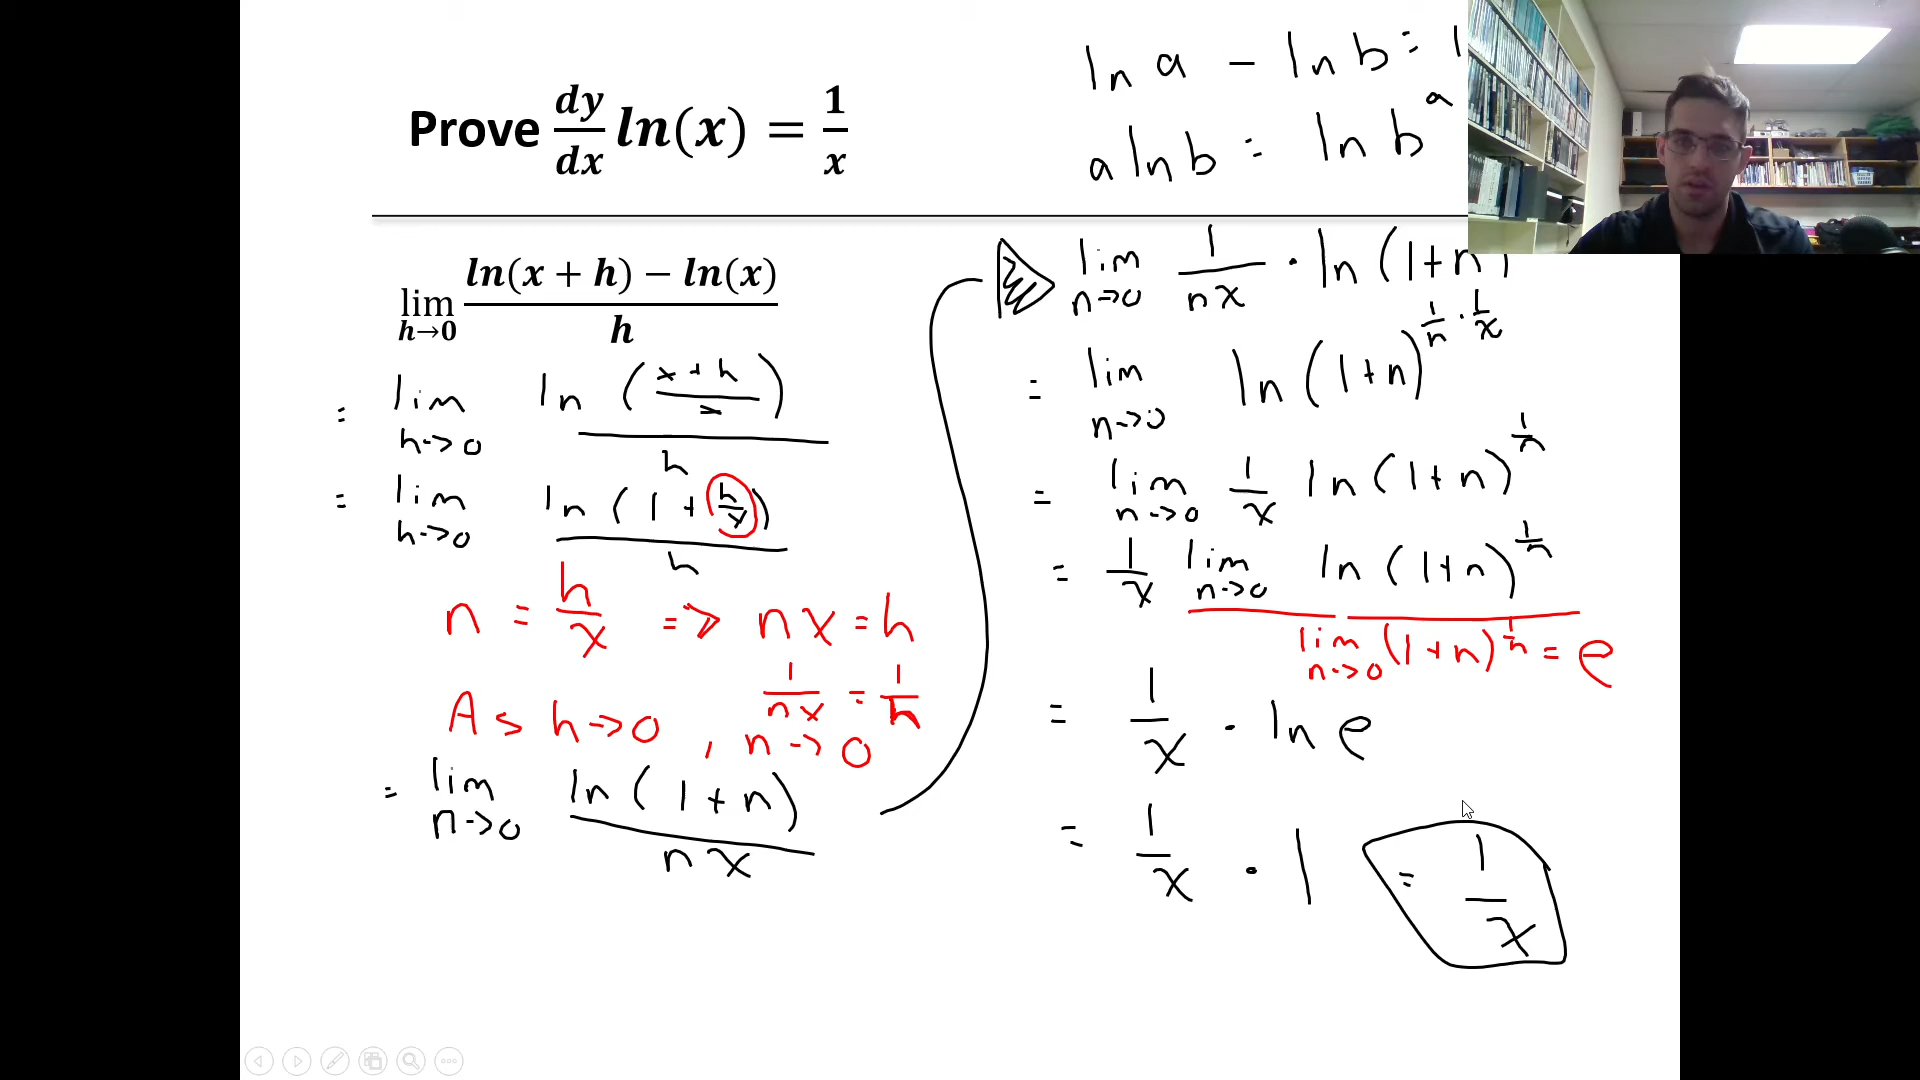 Prove dy/dx ln(x) = 1/x
ln a - ln b =
a ln b = ln b^a
lim h→0 (ln(x + h) − ln(x))/h
= lim h→0 ln((x+h)/x)/h
= lim h→0 ln(1 + h/x)/h
n = h/x => nx = h
1/nx = 1/h
As h→0, n→0
= lim n→0 ln(1+n)/nx
lim n→0 1/nx · ln(1+n)
= lim n→0 ln(1+n)^(1/n · 1/x)
= lim n→0 1/x ln(1+n)^(1/n)
= 1/x lim n→0 ln(1+n)^(1/n)
lim n→0 (1+n)^(1/n) = e
= 1/x · ln e
= 1/x · 1 = 1/x